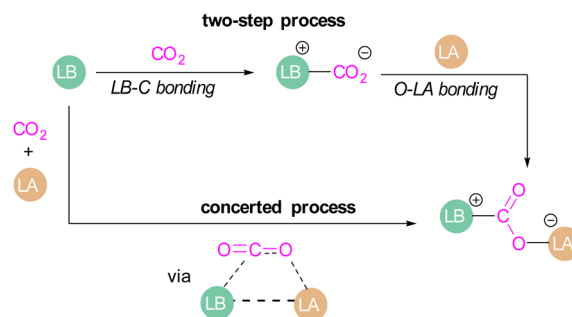 two-step process
LB
CO2
LB-C bonding
⊕ ⊖
LB—CO2
LA
O-LA bonding
CO2
+
LA
concerted process
⊕
LB—C
O
O—LA
⊖
O=C=O
via
LB
LA